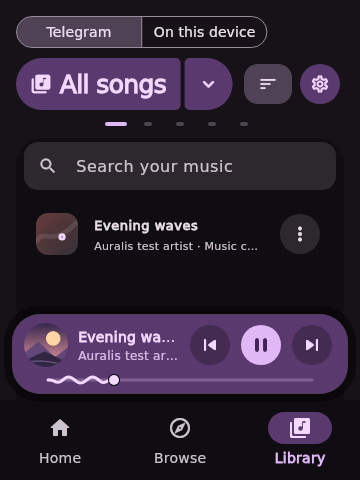 Telegram
On this device
All songs
Search your music
Evening waves
Auralis test artist · Music c...
Evening wa...
Auralis test ar...
Home
Browse
Library